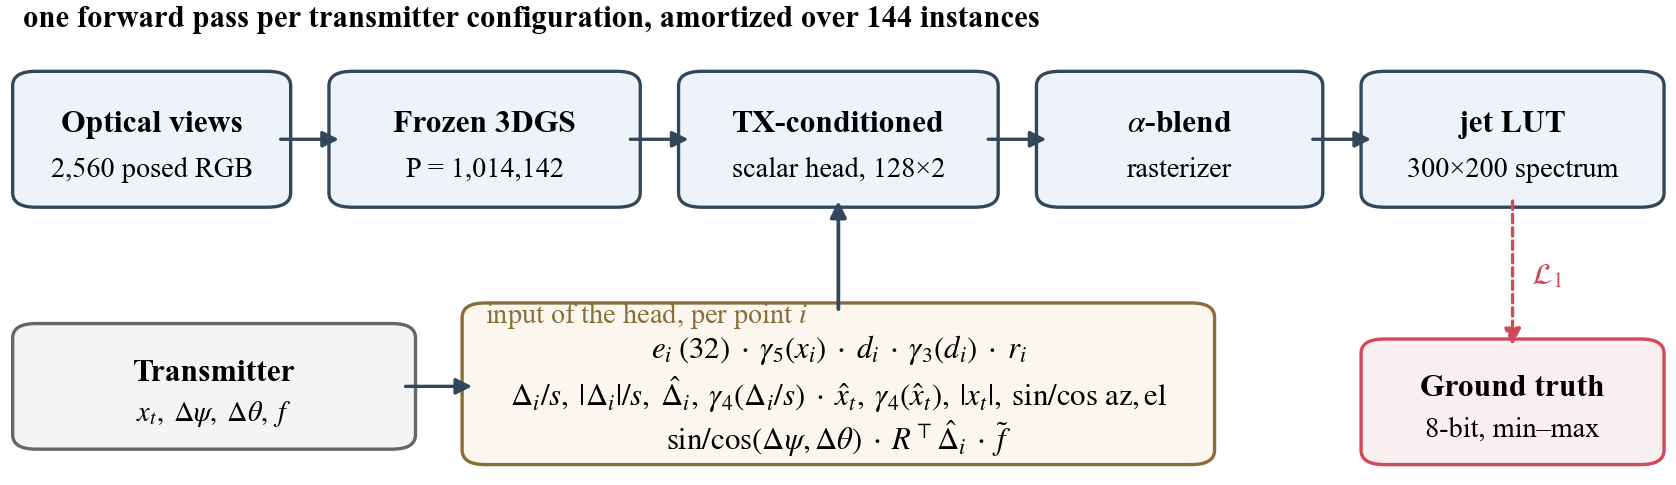 one forward pass per transmitter configuration, amortized over 144 instances
Optical views
2,560 posed RGB
Frozen 3DGS
P = 1,014,142
TX-conditioned
scalar head, 128×2
α-blend
rasterizer
jet LUT
300×200 spectrum
ℒ₁
input of the head, per point i
eᵢ (32) · γ₅(xᵢ) · dᵢ · γ₃(dᵢ) · rᵢ
Δᵢ/s, |Δᵢ|/s, Δ̂ᵢ, γ₄(Δᵢ/s) · x̂ₜ, γ₄(x̂ₜ), |xₜ|, sin/cos az, el
sin/cos(Δψ, Δθ) · R⊤ Δ̂ᵢ · f̃
Transmitter
xₜ, Δψ, Δθ, f
Ground truth
8-bit, min–max